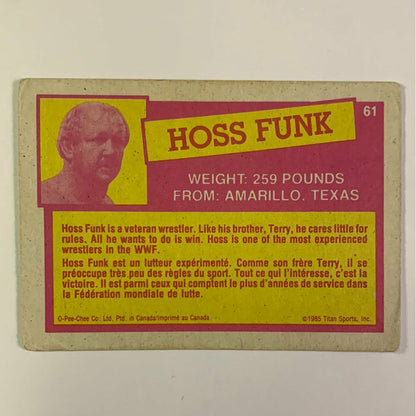 61
HOSS FUNK
WEIGHT: 259 POUNDS
FROM: AMARILLO, TEXAS
Hoss Funk is a veteran wrestler. Like his brother, Terry, he cares little for
rules. All he wants to do is win. Hoss is one of the most experienced
wrestlers in the WWF.
Hoss Funk est un lutteur expérimenté. Comme son frère Terry, il se
préoccupe très peu des règles du sport. Tout ce qui l'intéresse, c'est la
victoire. Il est parmi ceux qui comptent le plus d'années de service dans
la Fédération mondiale de lutte.
O-Pee-Chee Co. Ltd. Ptd. in Canada/imprimé au Canada ©1985 Titan Sports, Inc.